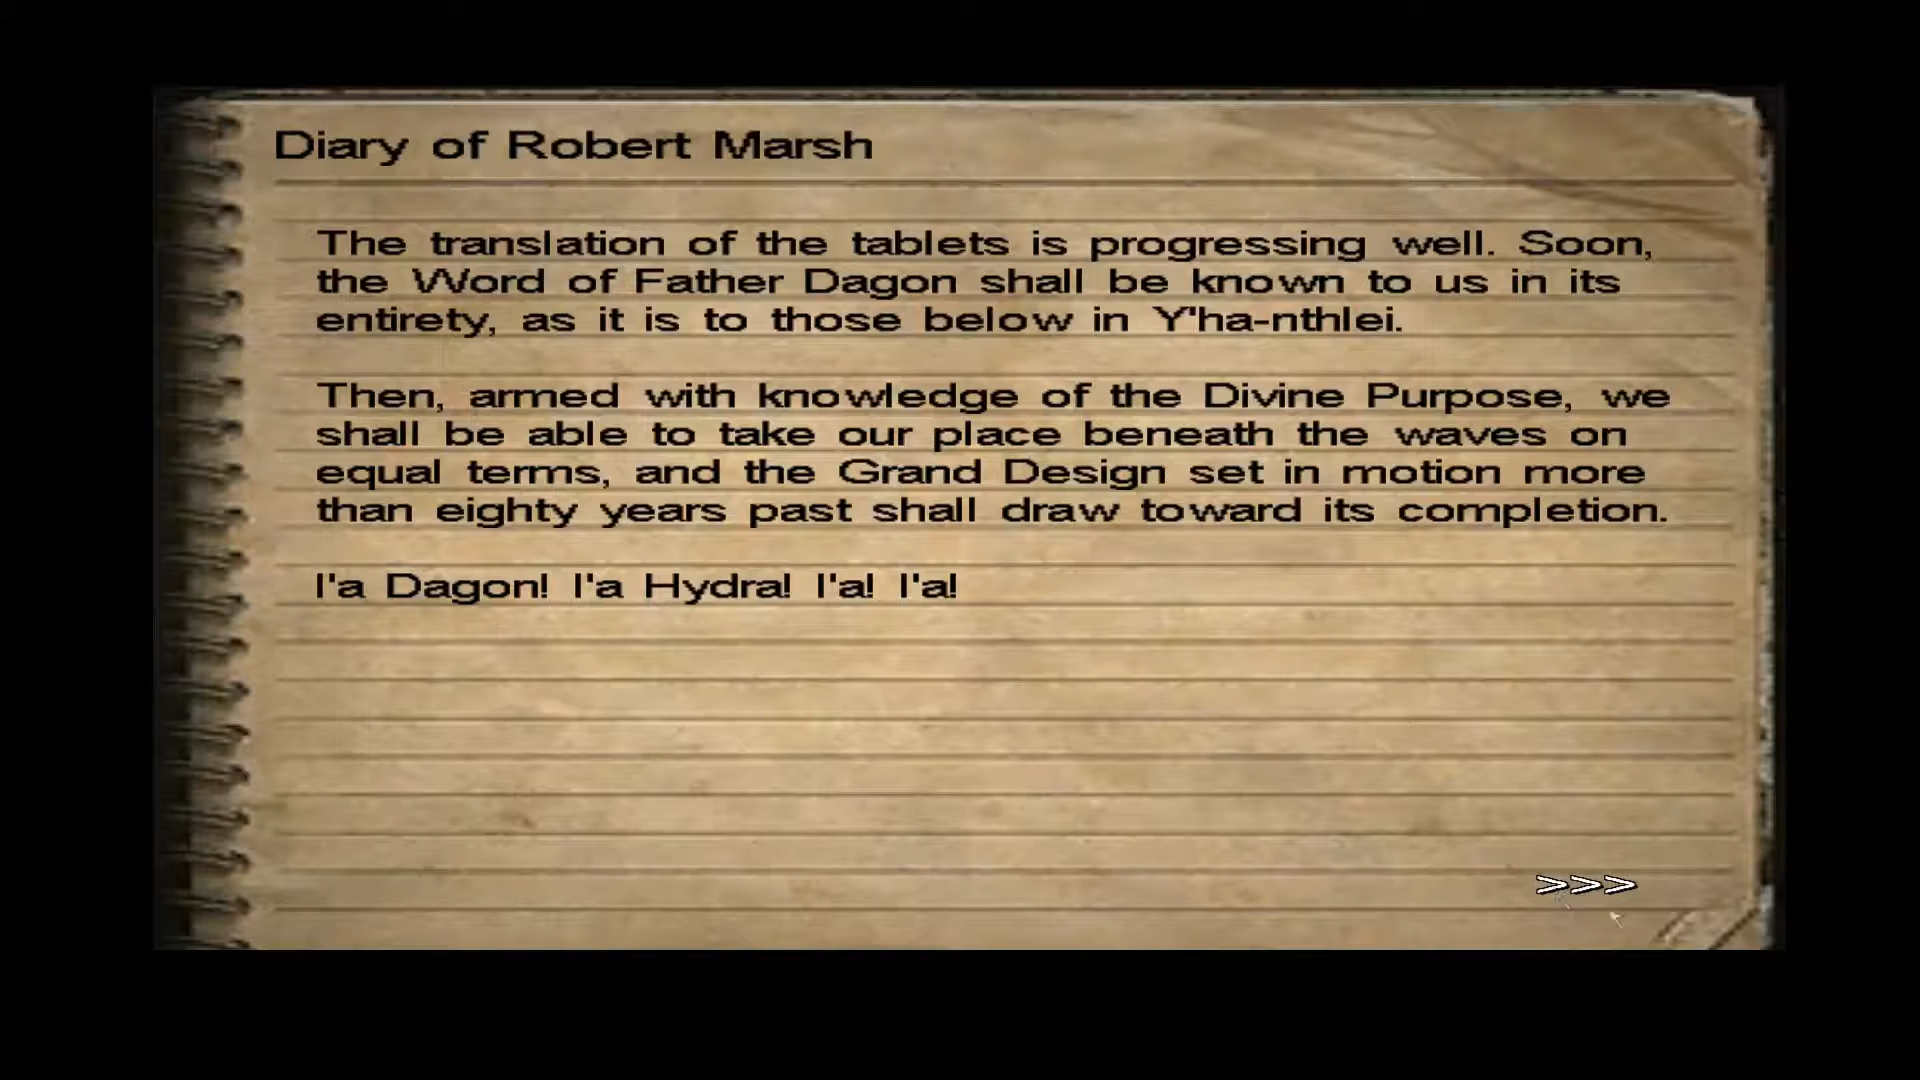 Diary of Robert Marsh
The translation of the tablets is progressing well. Soon,
the Word of Father Dagon shall be known to us in its
entirety, as it is to those below in Y'ha-nthlei.
Then, armed with knowledge of the Divine Purpose, we
shall be able to take our place beneath the waves on
equal terms, and the Grand Design set in motion more
than eighty years past shall draw toward its completion.
I'a Dagon! I'a Hydra! I'a! I'a!
>>>